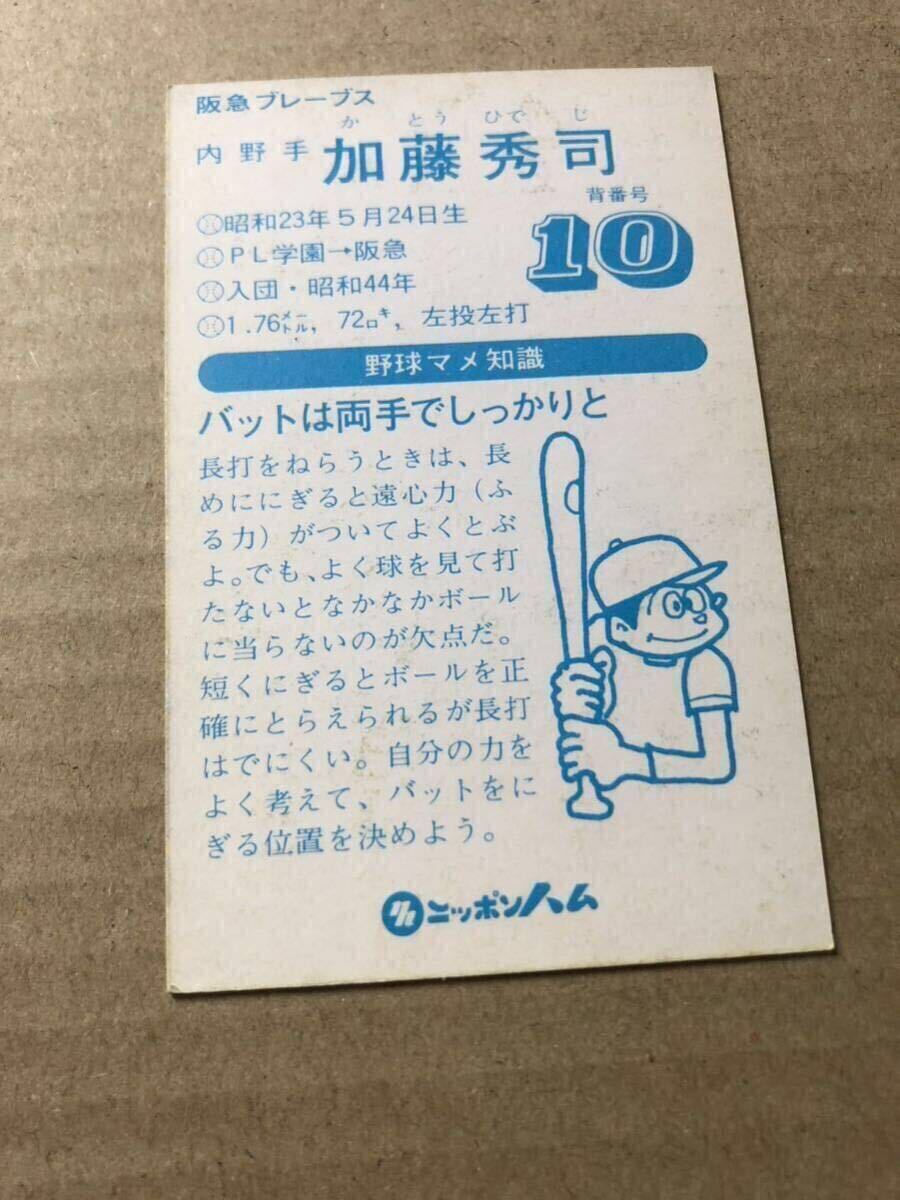 阪急ブレーブス
か とう ひで じ
内野手 加藤秀司
背番号
10
昭和23年5月24日生
PL学園→阪急
入団・昭和44年
1.76メートル, 72キロ, 左投左打
野球マメ知識
バットは両手でしっかりと
長打をねらうときは、長
めににぎると遠心力（ふ
る力）がついてよくとぶ
よ。でも、よく球を見て打
たないとなかなかボール
に当らないのが欠点だ。
短くにぎるとボールを正
確にとらえられるが長打
はでにくい。自分の力を
よく考えて、バットをに
ぎる位置を決めよう。
ニッポンハム